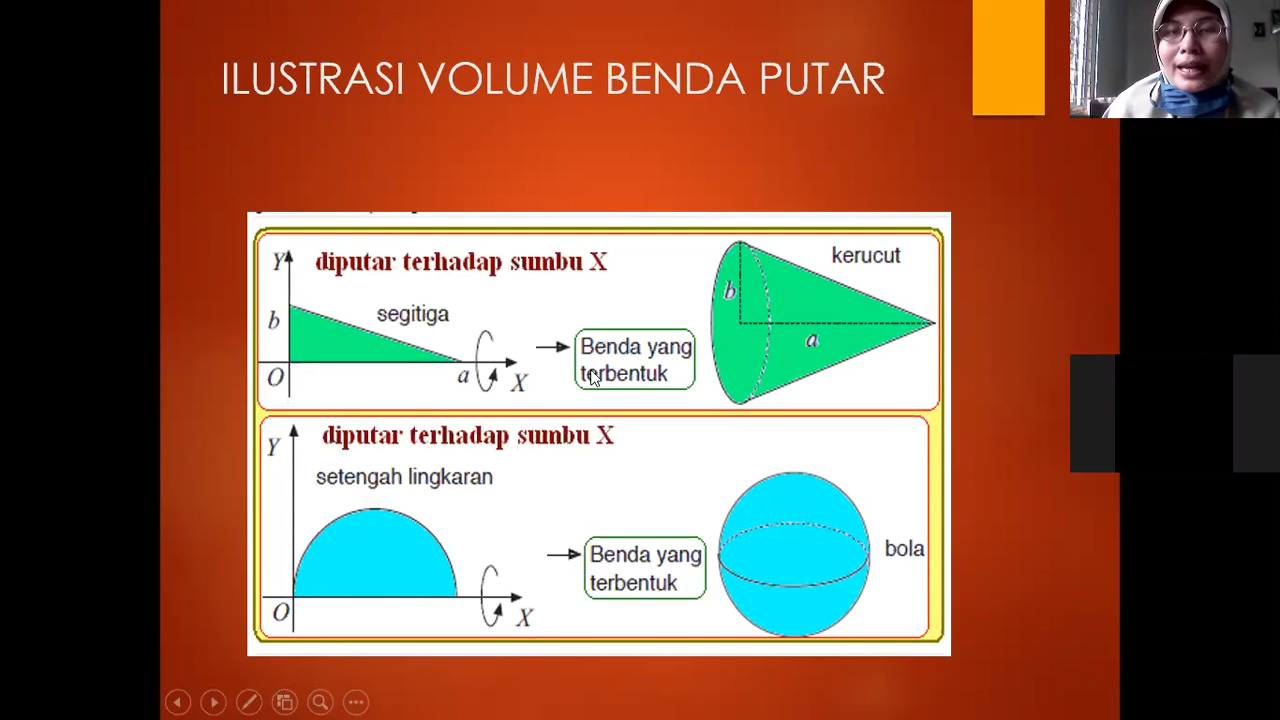 ILUSTRASI VOLUME BENDA PUTAR
Y
diputar terhadap sumbu X
kerucut
b
segitiga
b
Benda yang
terbentuk
a
O
a
X
Y
diputar terhadap sumbu X
setengah lingkaran
Benda yang
terbentuk
bola
O
X